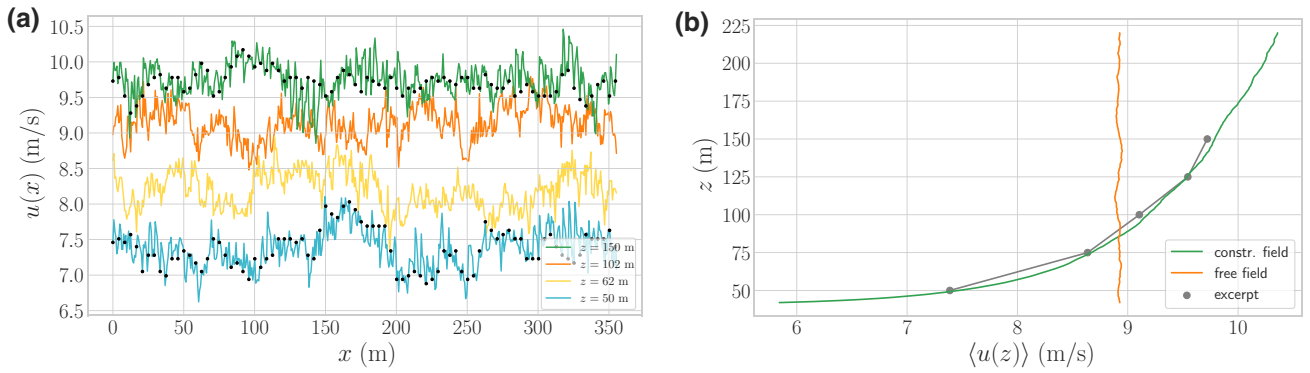 (a)
10.5
10.0
9.5
9.0
8.5
8.0
7.5
7.0
6.5
u(x) (m/s)
z = 150 m
z = 102 m
z = 62 m
z = 50 m
0 50 100 150 200 250 300 350
x (m)
(b)
225
200
175
150
125
100
75
50
z (m)
constr. field
free field
excerpt
6 7 8 9 10
⟨u(z)⟩ (m/s)